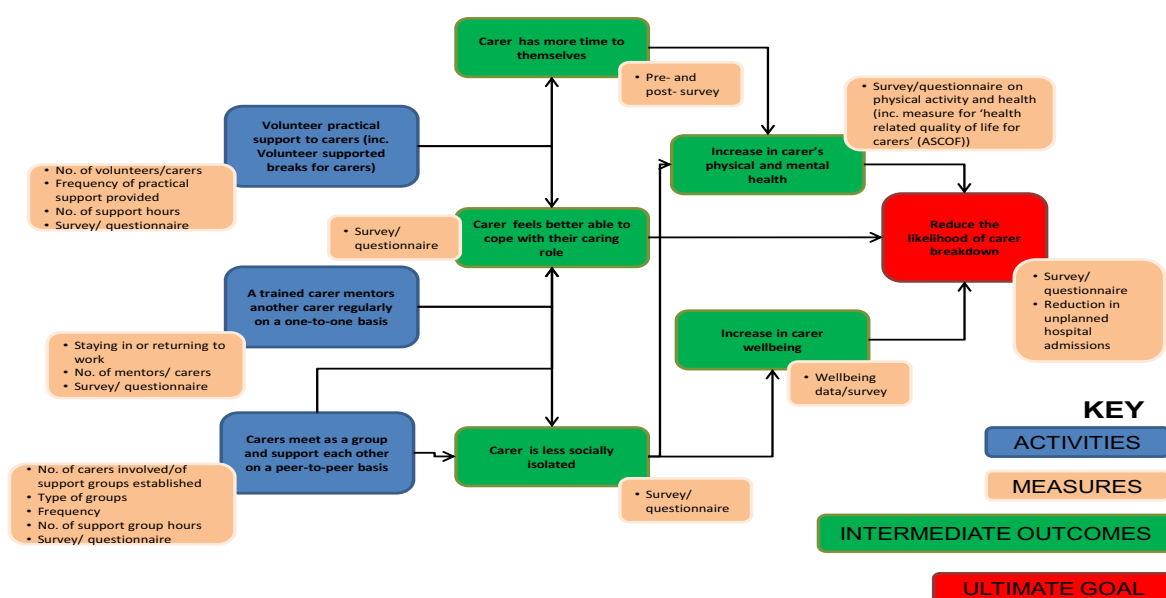 Carer has more time to
themselves
• Pre- and
post- survey
• Survey/questionnaire on
physical activity and health
(inc. measure for ‘health
related quality of life for
carers’ (ASCOF))
Volunteer practical
support to carers (inc.
Volunteer supported
breaks for carers)
• No. of volunteers/carers
• Frequency of practical
support provided
• No. of support hours
• Survey/ questionnaire
Increase in carer’s
physical and mental
health
• Survey/
questionnaire
Carer feels better able to
cope with their caring
role
Reduce the
likelihood of carer
breakdown
• Survey/
questionnaire
• Reduction in
unplanned
hospital
admissions
A trained carer mentors
another carer regularly
on a one-to-one basis
• Staying in or returning to
work
• No. of mentors/ carers
• Survey/ questionnaire
Increase in carer
wellbeing
• Wellbeing
data/survey
Carers meet as a group
and support each other
on a peer-to-peer basis
• No. of carers involved/of
support groups established
• Type of groups
• Frequency
• No. of support group hours
• Survey/ questionnaire
Carer is less socially
isolated
• Survey/
questionnaire
KEY
ACTIVITIES
MEASURES
INTERMEDIATE OUTCOMES
ULTIMATE GOAL